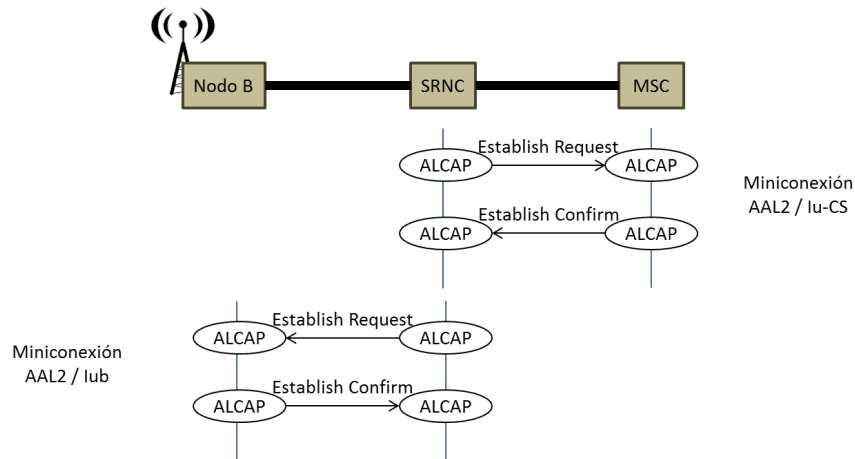 Nodo B
SRNC
MSC
Establish Request
ALCAP
ALCAP
Miniconexión
AAL2 / Iu-CS
Establish Confirm
ALCAP
ALCAP
Establish Request
ALCAP
ALCAP
Miniconexión
AAL2 / Iub
Establish Confirm
ALCAP
ALCAP